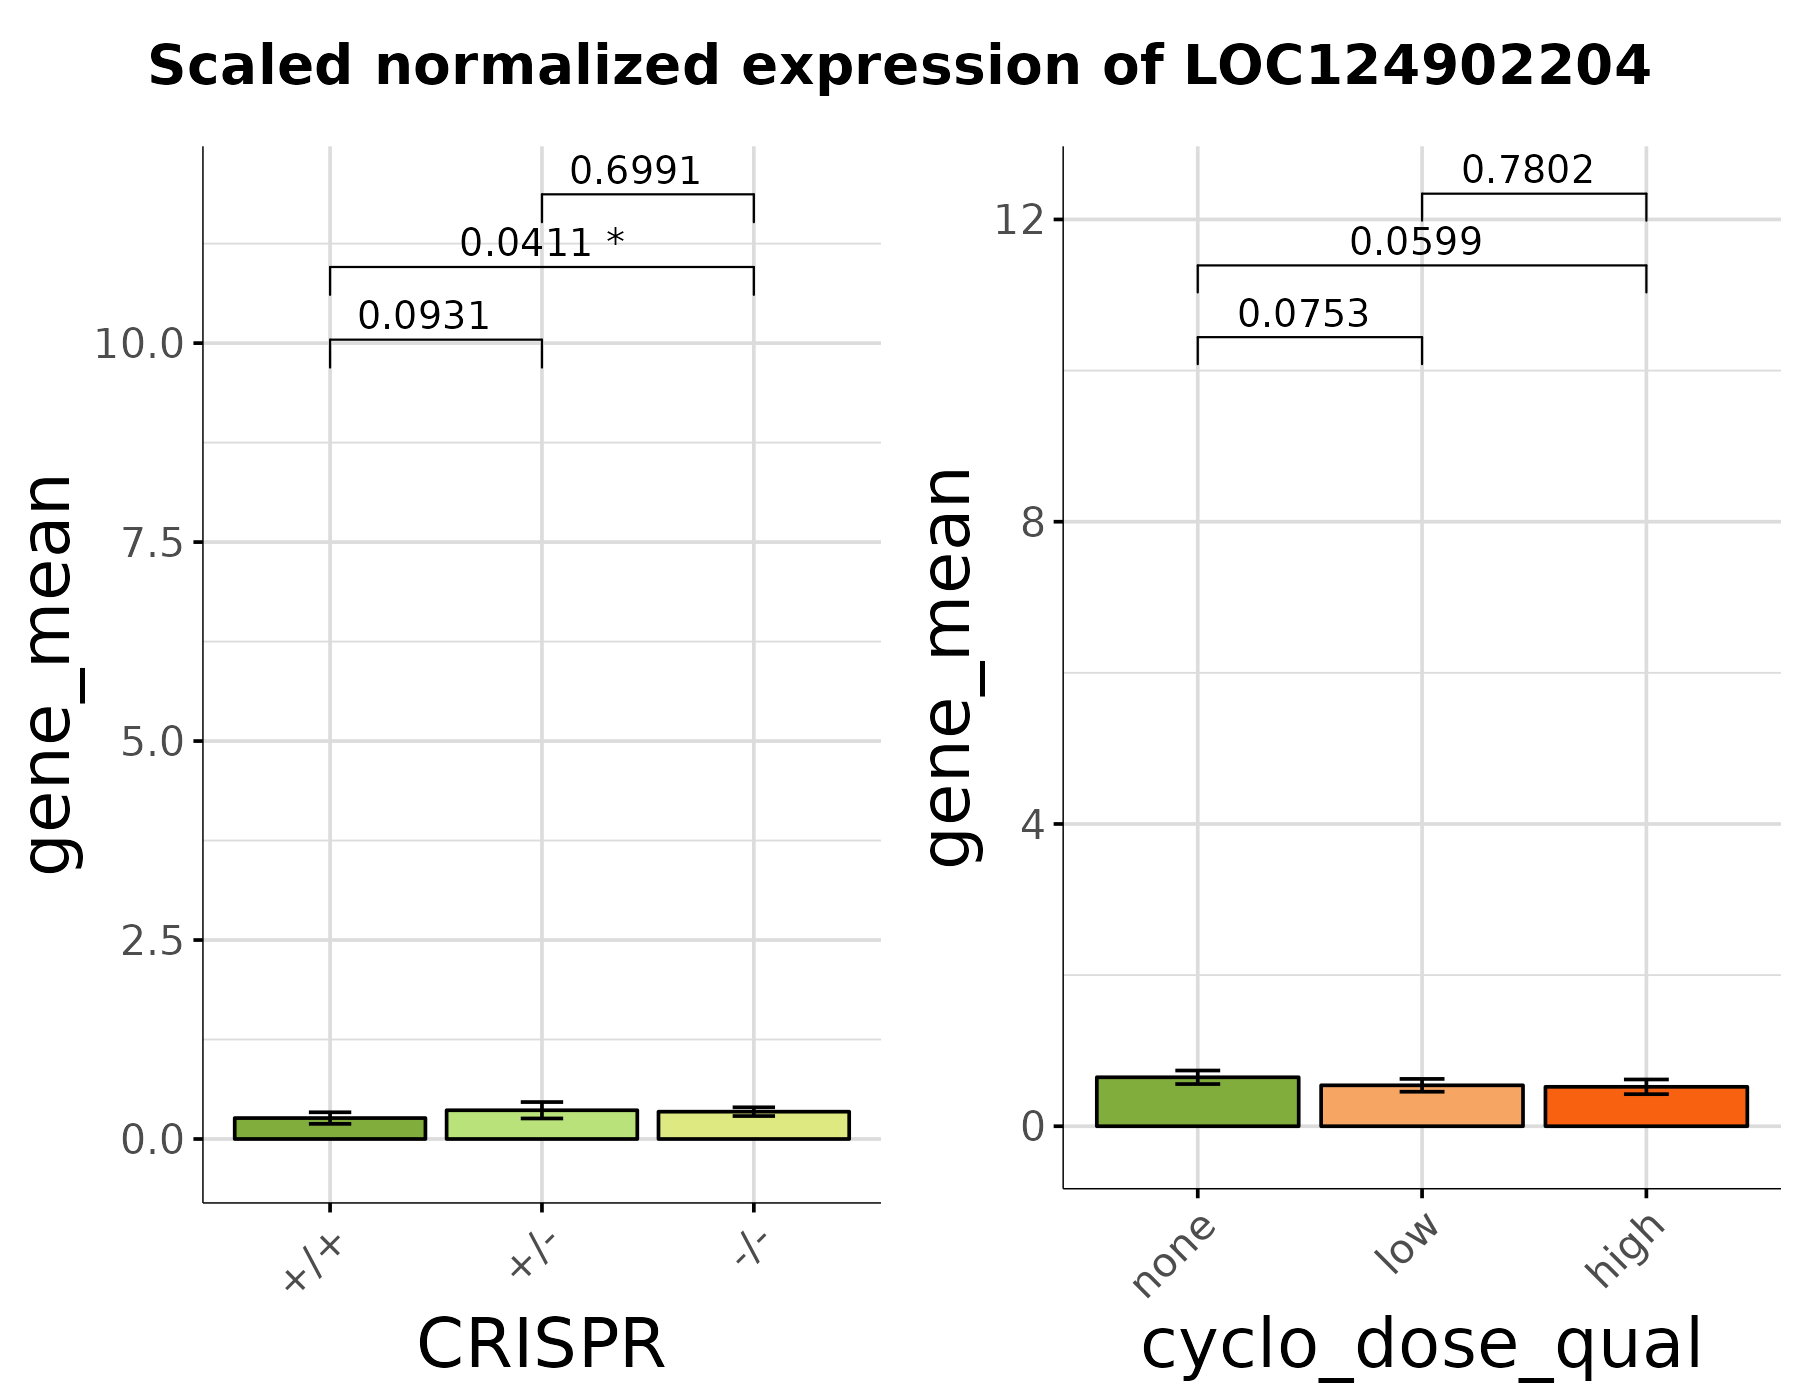 Scaled normalized expression of LOC124902204
gene_mean
10.0
7.5
5.0
2.5
0.0
0.6991
0.0411 *
0.0931
+/+
+/-
-/-
CRISPR
gene_mean
12
8
4
0
0.7802
0.0599
0.0753
none
low
high
cyclo_dose_qual